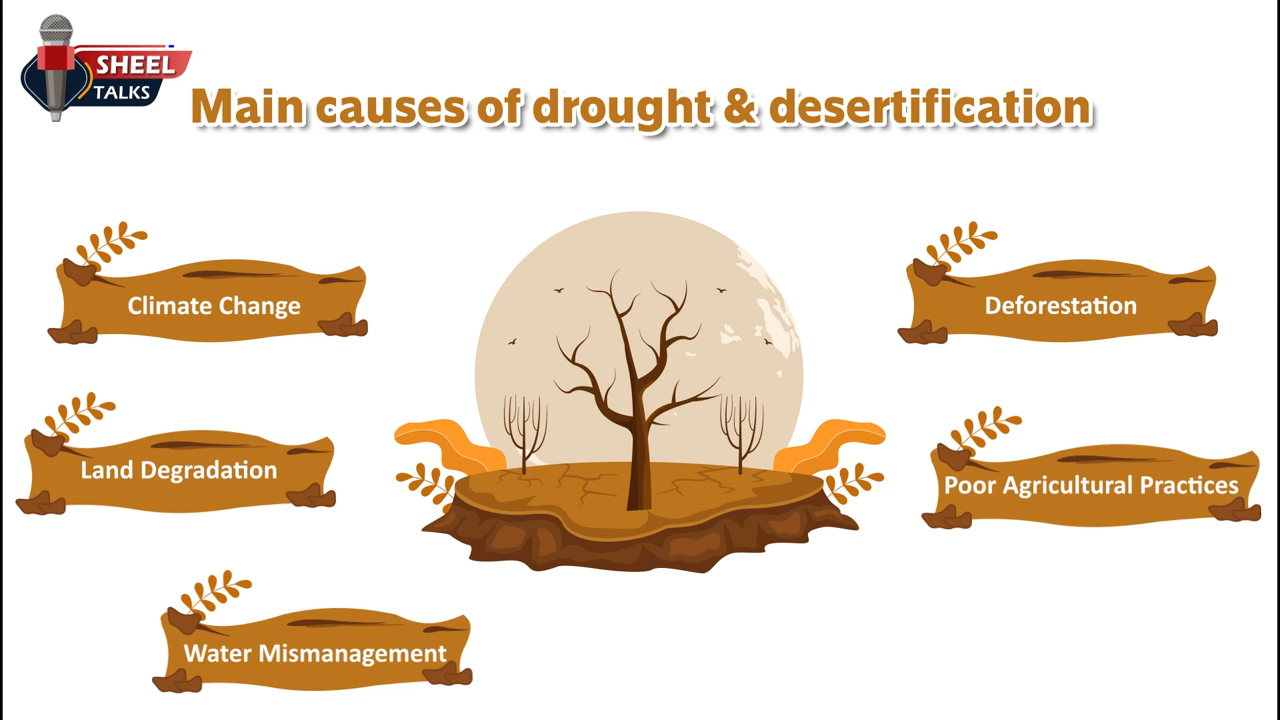 SHEEL
TALKS
Main causes of drought & desertification
Climate Change
Deforestation
Land Degradation
Poor Agricultural Practices
Water Mismanagement